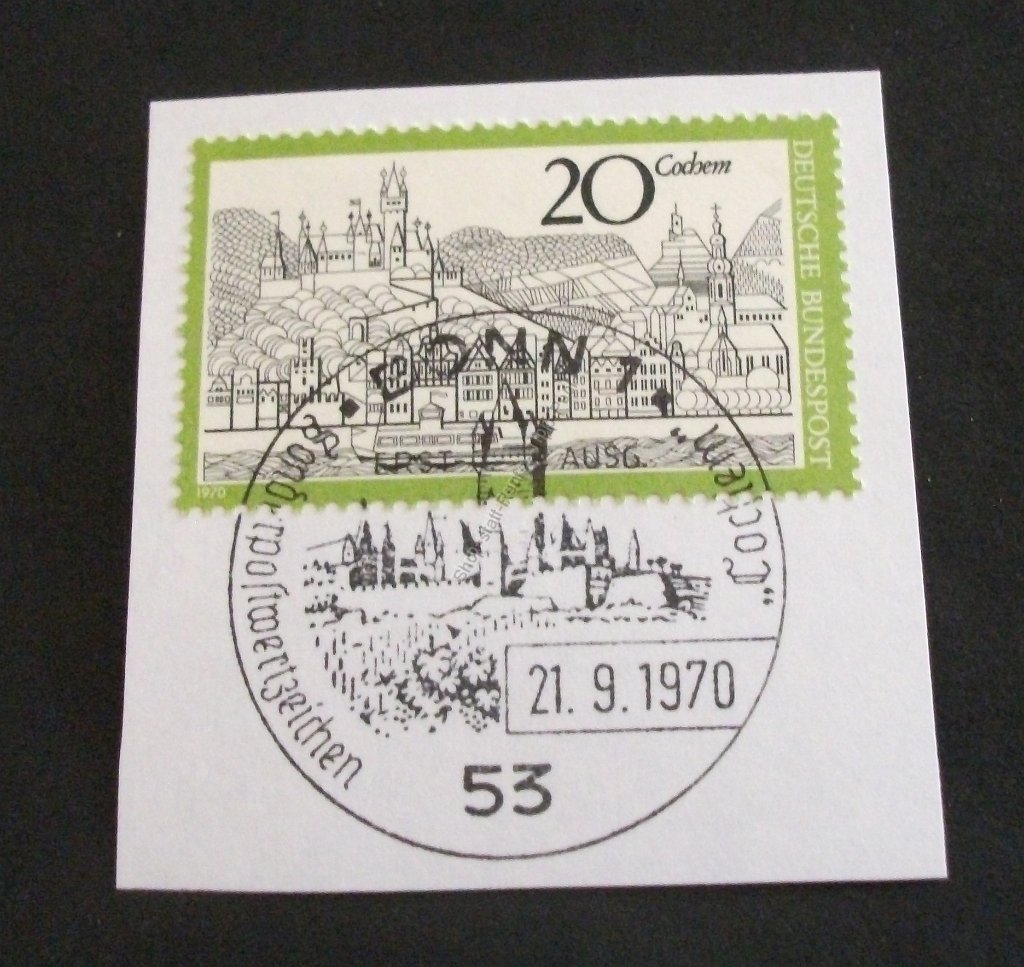 20 Cochem
DEUTSCHE BUNDESPOST
1970
BONN 1
ERST AUSG.
Sonderpostwertzeichen
„Cochem“
21. 9. 1970
53